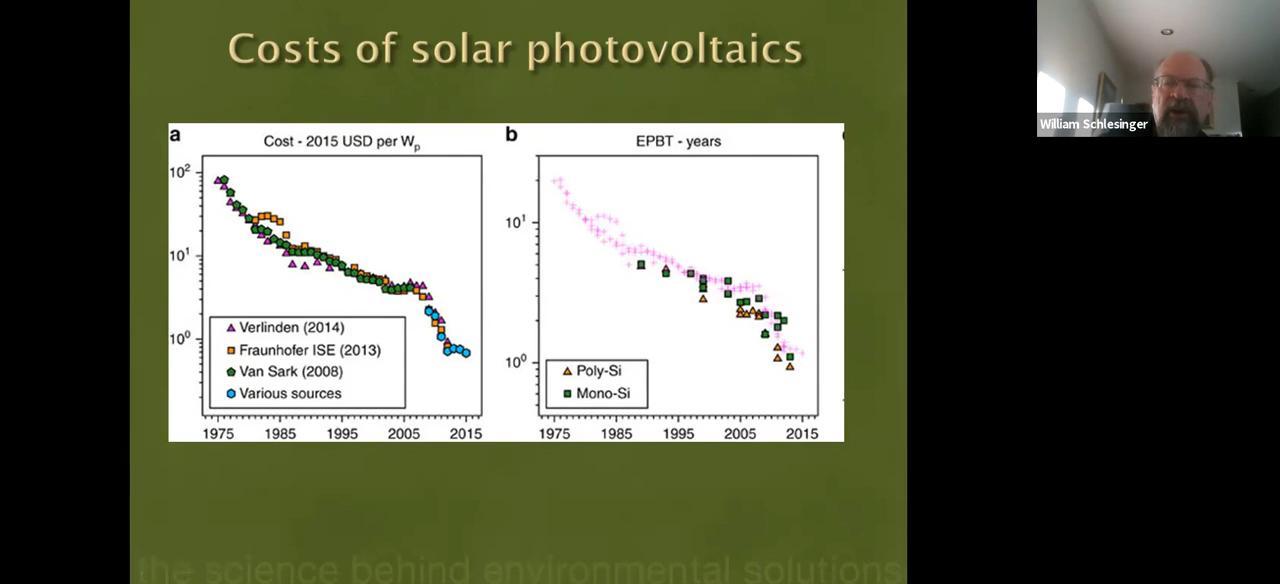 Costs of solar photovoltaics
William Schlesinger
a
Cost - 2015 USD per Wp
10²
10¹
10⁰
Verlinden (2014)
Fraunhofer ISE (2013)
Van Sark (2008)
Various sources
1975 1985 1995 2005 2015
b
EPBT - years
10¹
10⁰
Poly-Si
Mono-Si
1975 1985 1995 2005 2015
the science behind environmental solutions